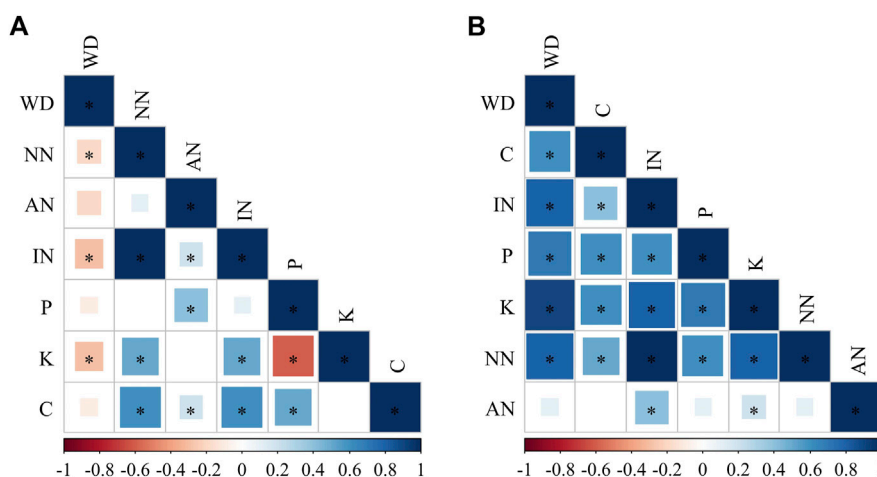 A
WD
NN
AN
IN
P
K
C
WD *
NN * *
AN *
IN * * * *
P * *
K * * * * *
C * * * * *
-1 -0.8 -0.6 -0.4 -0.2 0 0.2 0.4 0.6 0.8 1
B
WD
C
IN
P
K
NN
AN
WD *
C * *
IN * * *
P * * * *
K * * * * *
NN * * * * * *
AN * * *
-1 -0.8 -0.6 -0.4 -0.2 0 0.2 0.4 0.6 0.8 1